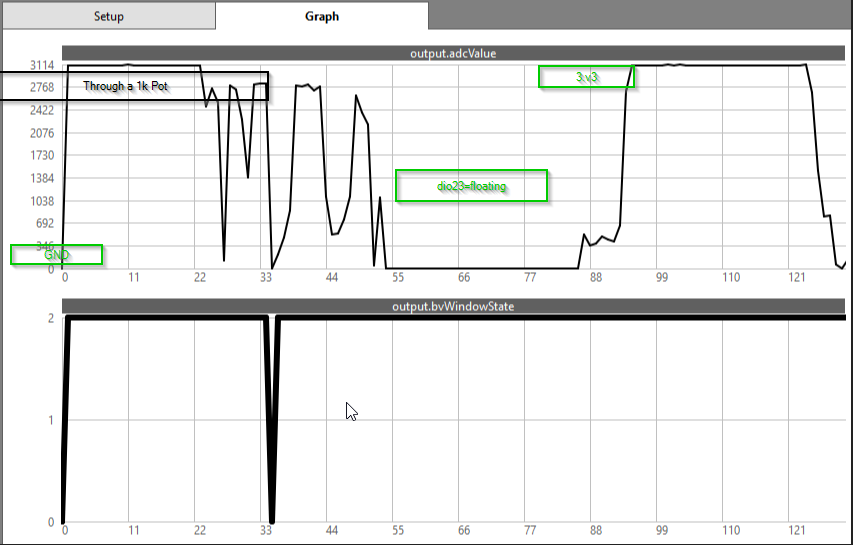 Setup Graph
output.adcValue
3114
2768
2422
2076
1730
1384
1038
692
346
0
0 11 22 33 44 55 66 77 88 99 110 121
Through a 1k Pot
3.v3
dio23=floating
GND
output.bvWindowState
2
1
0
0 11 22 33 44 55 66 77 88 99 110 121